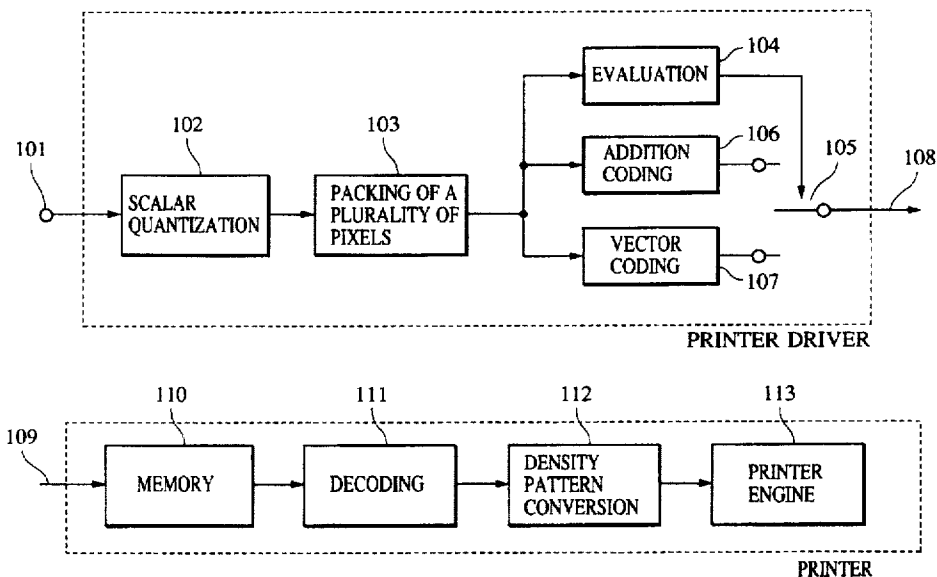 104
EVALUATION
102
103
106
101
ADDITION
CODING
105
108
SCALAR
QUANTIZATION
PACKING OF A
PLURALITY OF
PIXELS
VECTOR
CODING
107
PRINTER DRIVER
110
111
112
113
109
MEMORY
DECODING
DENSITY
PATTERN
CONVERSION
PRINTER
ENGINE
PRINTER